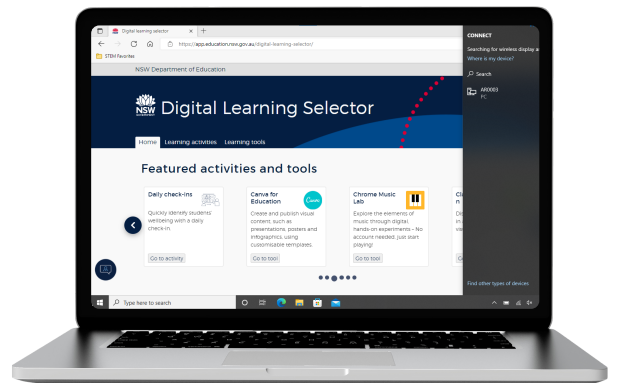 Digital learning selector
https://app.education.nsw.gov.au/digital-learning-selector/
STEM Favorites
NSW Department of Education
NSW
Digital Learning Selector
Home Learning activities Learning tools
Featured activities and tools
Daily check-ins
Quickly identify students'
wellbeing with a daily
check-in.
Go to activity
Canva for
Education
Canva
Create and publish visual
content, such as
presentations, posters and
infographics, using
customisable templates.
Go to tool
Chrome Music
Lab
Explore the elements of
music through digital,
hands-on experiments - No
account needed, just start
playing!
Go to tool
CONNECT
Searching for wireless display a
Where is my device?
Search
AR0003
PC
Find other types of devices
Type here to search